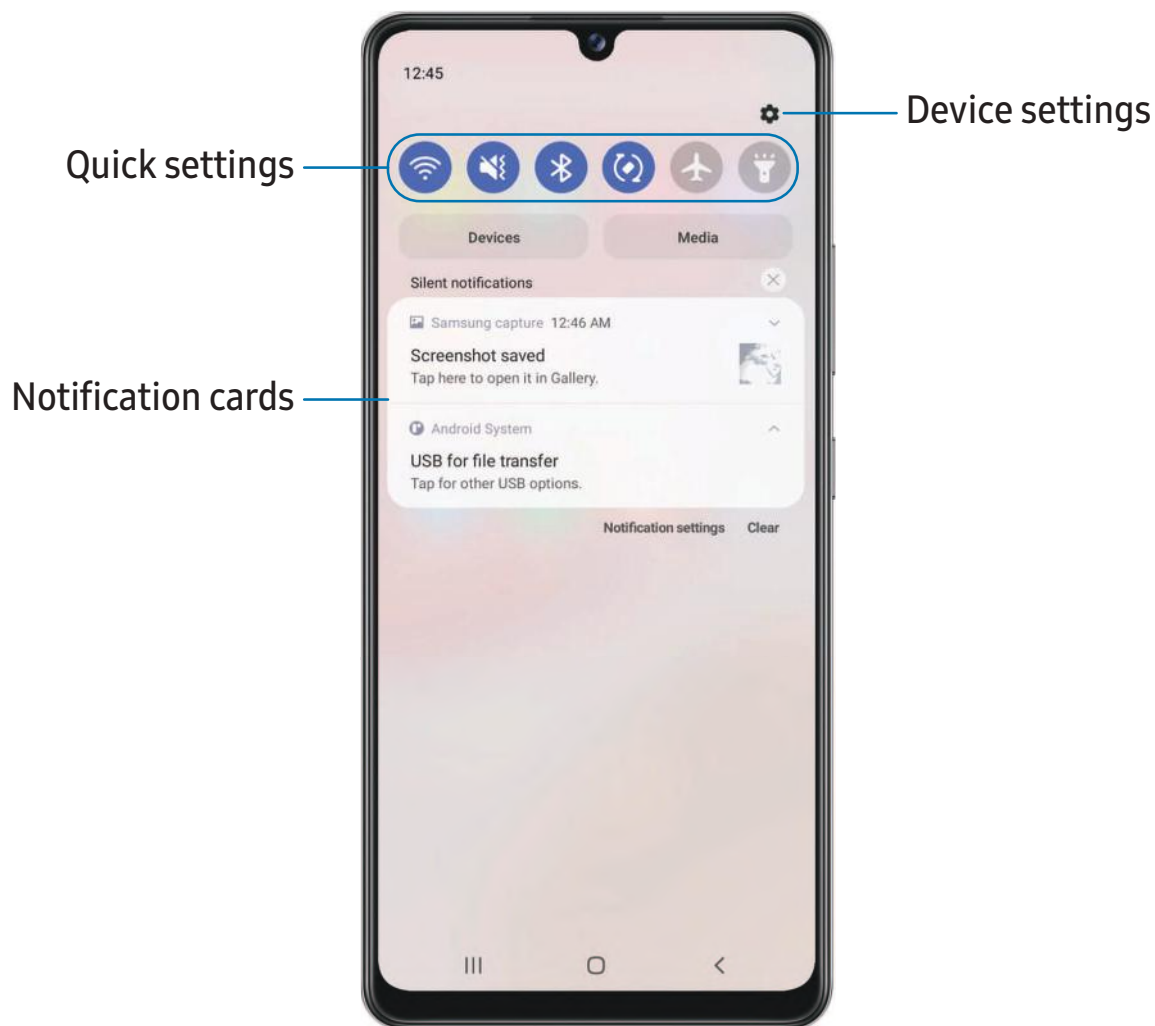 12:45
Device settings
Quick settings
Devices
Media
Silent notifications
Samsung capture 12:46 AM
Screenshot saved
Tap here to open it in Gallery.
Notification cards
Android System
USB for file transfer
Tap for other USB options.
Notification settings
Clear